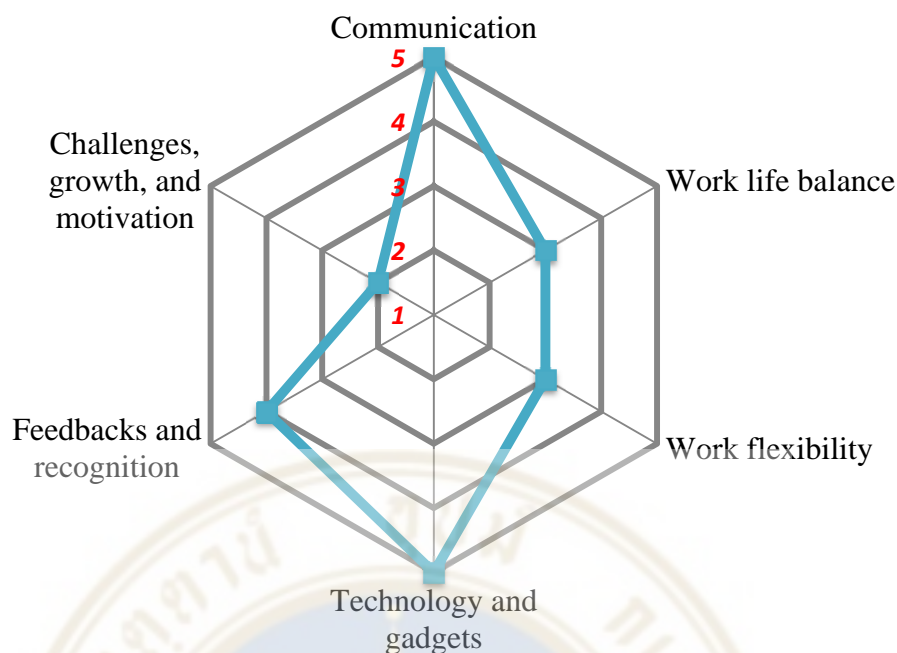 Communication
5
4
3
2
1
Challenges,
growth, and
motivation
Work life balance
Feedbacks and
recognition
Work flexibility
Technology and
gadgets